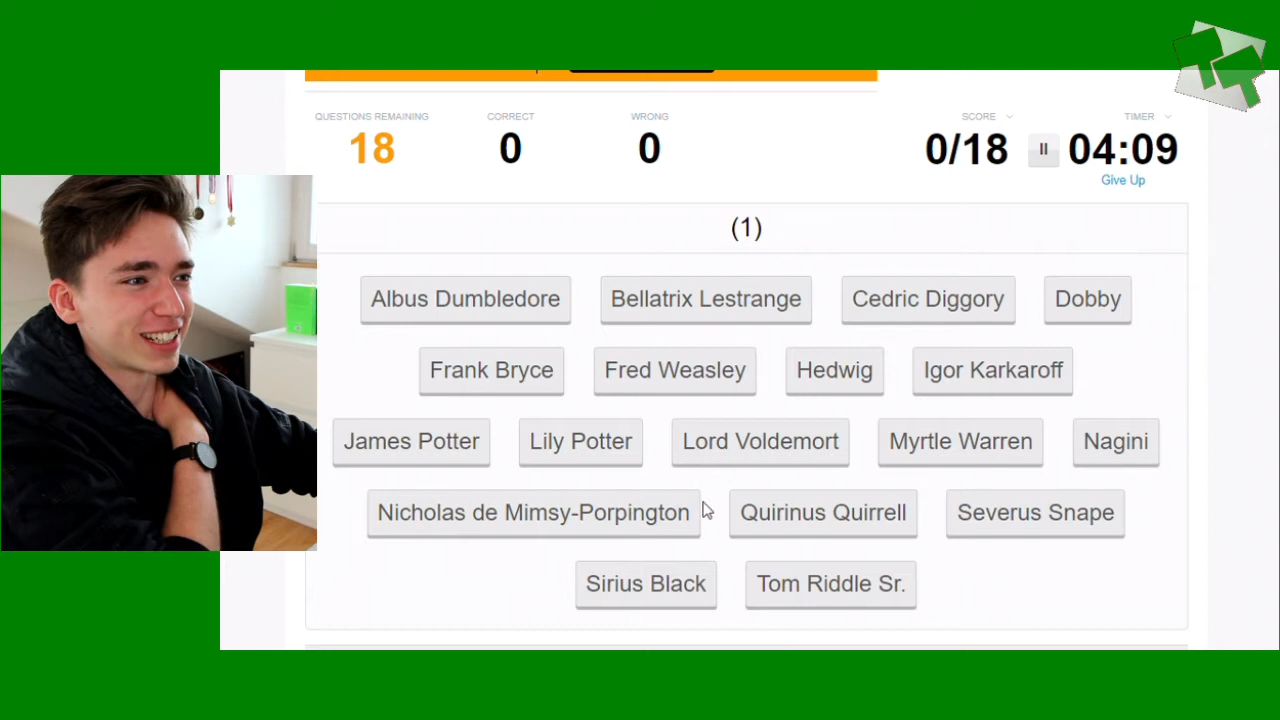 QUESTIONS REMAINING CORRECT WRONG SCORE TIMER
18 0 0 0/18 04:09
Give Up
(1)
Albus Dumbledore Bellatrix Lestrange Cedric Diggory Dobby
Frank Bryce Fred Weasley Hedwig Igor Karkaroff
James Potter Lily Potter Lord Voldemort Myrtle Warren Nagini
Nicholas de Mimsy-Porpington Quirinus Quirrell Severus Snape
Sirius Black Tom Riddle Sr.